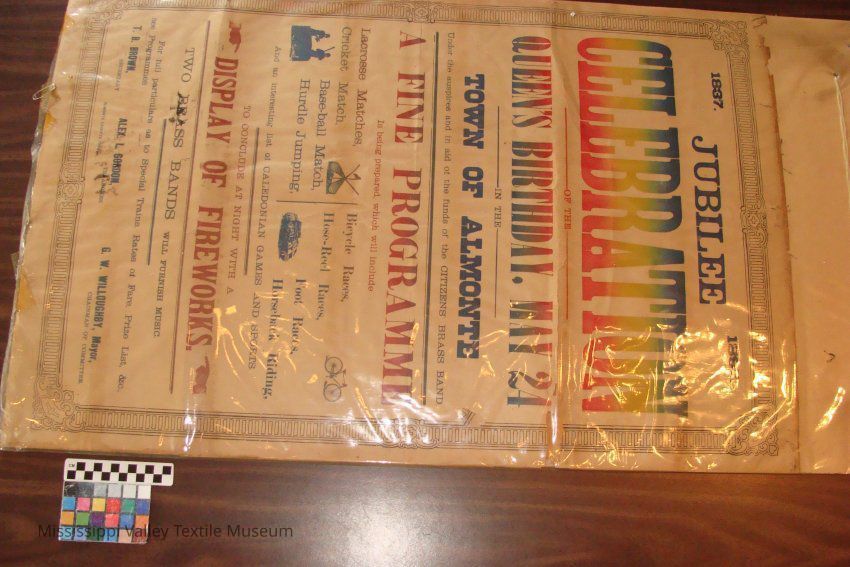 1837. JUBILEE
CELEBRATION
OF THE
QUEEN'S BIRTHDAY, MAY 24
IN THE
TOWN OF ALMONTE
Under the auspices and in aid of the funds of the CITIZENS BRASS BAND
A FINE PROGRAMME
Is being prepared which will include
Lacrosse Matches, Bicycle Races,
Cricket Match, Hose-Reel Races,
Base-ball Match, Foot Races,
Hurdle Jumping, Horseback Riding,
And an interesting list of CALEDONIAN GAMES AND SPORTS
TO CONCLUDE AT NIGHT WITH A
DISPLAY OF FIREWORKS.
TWO BRASS BANDS WILL FURNISH MUSIC
For full particulars as to Special Trains Rates of Fare, Prize List, &c.
see Programmes
T. R. BROWN, ALEX L. GORDON, G. W. WILLOUGHBY, Mayor,
SECRETARY CHAIRMAN OF COMMITTEE
Mississippi Valley Textile Museum